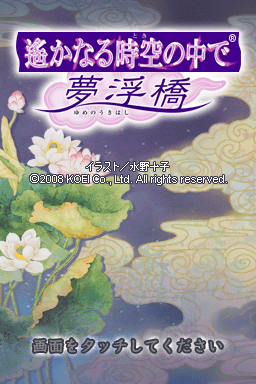 遙かなる時空の中で®
とき
夢浮橋
ゆめのうきはし
イラスト/水野十子
©2008 KOEI Co., Ltd. All rights reserved.
画面をタッチしてください